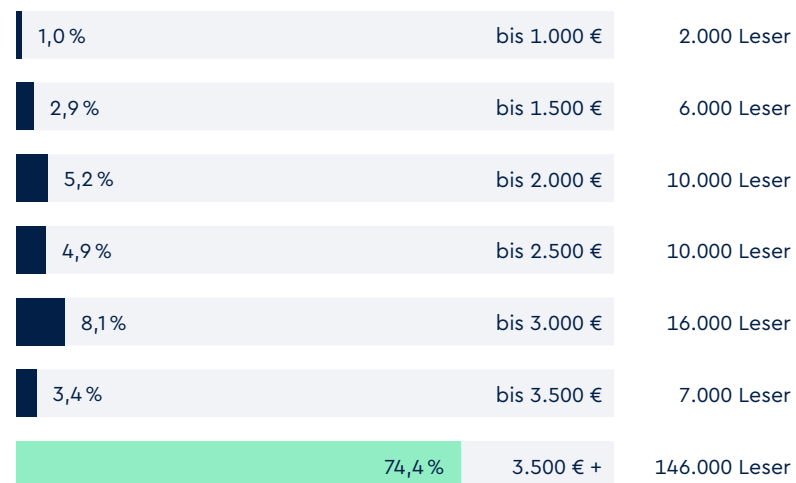 1,0 % bis 1.000 € 2.000 Leser
2,9 % bis 1.500 € 6.000 Leser
5,2 % bis 2.000 € 10.000 Leser
4,9 % bis 2.500 € 10.000 Leser
8,1 % bis 3.000 € 16.000 Leser
3,4 % bis 3.500 € 7.000 Leser
74,4 % 3.500 € + 146.000 Leser